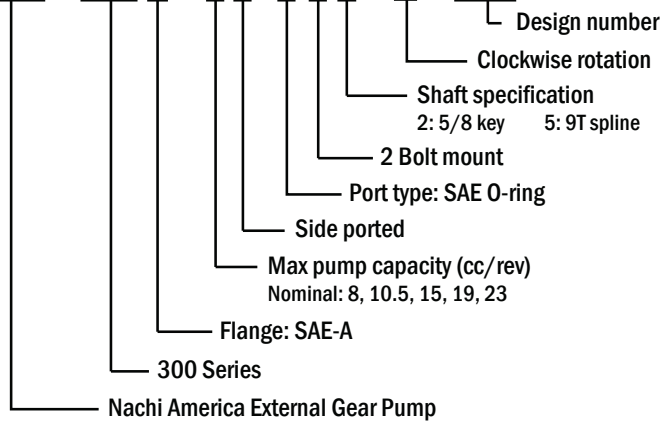 Design number
Clockwise rotation
Shaft specification
2: 5/8 key 5: 9T spline
2 Bolt mount
Port type: SAE O-ring
Side ported
Max pump capacity (cc/rev)
Nominal: 8, 10.5, 15, 19, 23
Flange: SAE-A
300 Series
Nachi America External Gear Pump